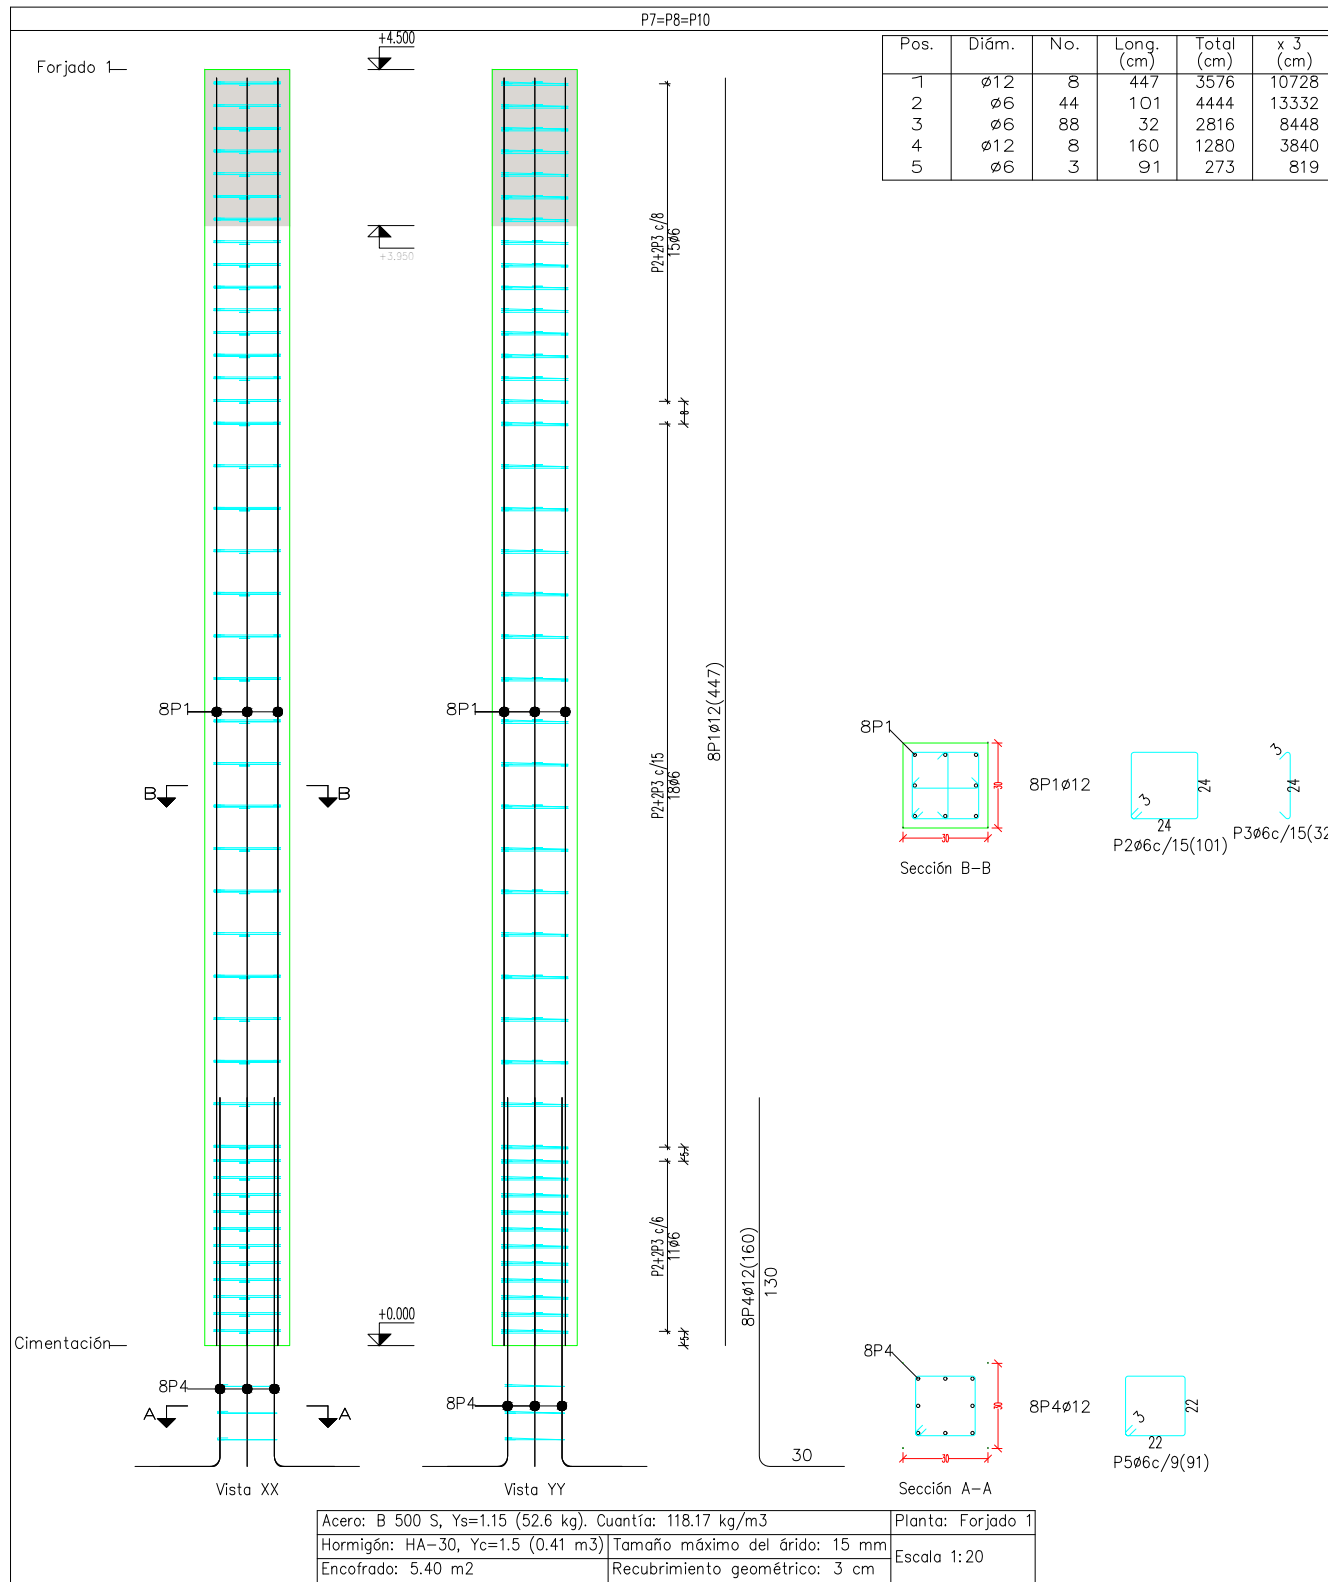 P7=P8=P10
Pos. Diám. No. Long. (cm) Total (cm) x 3 (cm)
1 ø12 8 447 3576 10728
2 ø6 44 101 4444 13332
3 ø6 88 32 2816 8448
4 ø12 8 160 1280 3840
5 ø6 3 91 273 819
Forjado 1
+4.500
+3.950
P2+2P3 c/8
15ø6
8
8P1
8P1
8P1ø12(447)
P2+2P3 c/15
18ø6
B B
8P1
30
30
8P1ø12
Sección B-B
3
24
24
P2ø6c/15(101)
3
24
P3ø6c/15(32
5
P2+2P3 c/6
11ø6
5
8P4ø12(160)
130
30
+0.000
Cimentación
8P4
8P4
A A
Vista XX
Vista YY
8P4
30
30
8P4ø12
Sección A-A
3
22
22
P5ø6c/9(91)
Acero: B 500 S, Ys=1.15 (52.6 kg). Cuantía: 118.17 kg/m3
Planta: Forjado 1
Hormigón: HA-30, Yc=1.5 (0.41 m3)
Tamaño máximo del árido: 15 mm
Encofrado: 5.40 m2
Recubrimiento geométrico: 3 cm
Escala 1:20